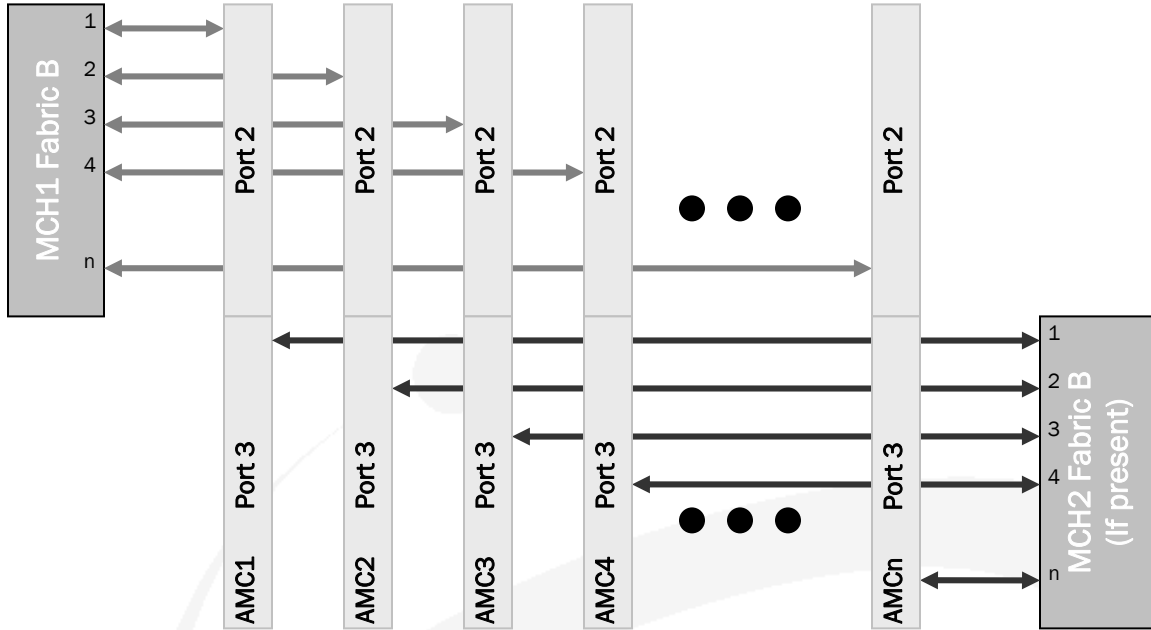 MCH1 Fabric B
1
2
3
4
n
Port 2
Port 2
Port 2
Port 2
Port 2
Port 3
Port 3
Port 3
Port 3
Port 3
AMC1
AMC2
AMC3
AMC4
AMCn
1
2
3
4
n
MCH2 Fabric B
(If present)